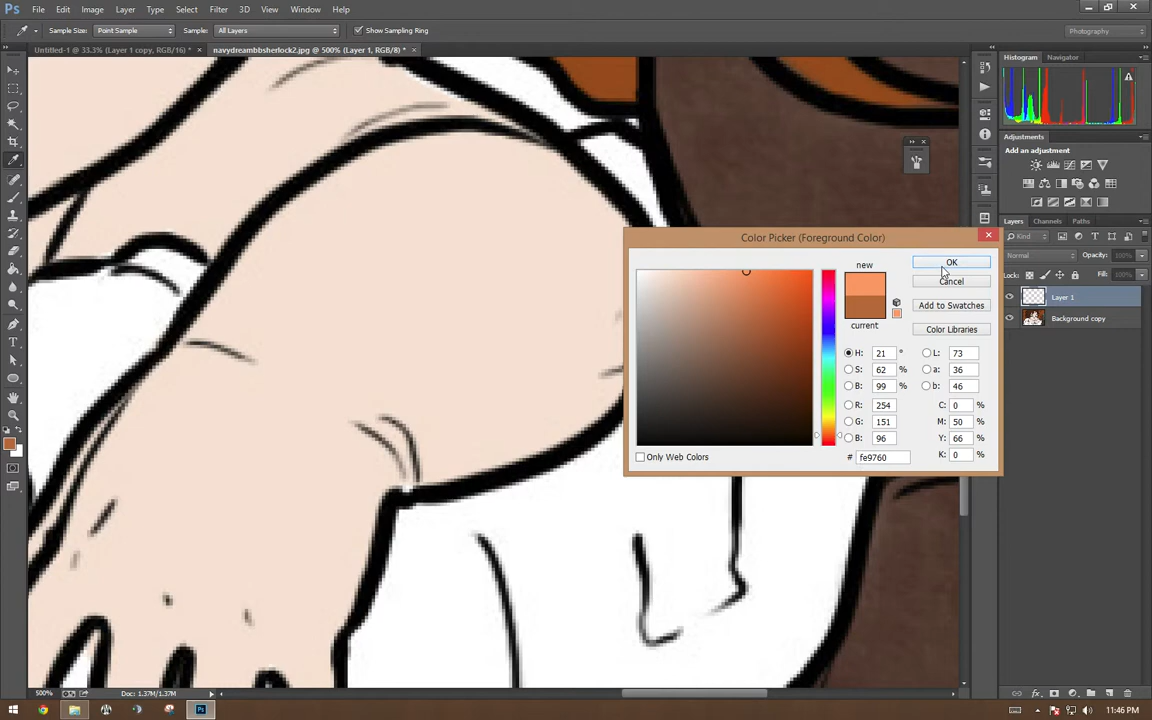 Ps File Edit Image Layer Type Select Filter 3D View Window Help
Sample Size: Point Sample Sample: All Layers Show Sampling Ring
Photography
Untitled-1 @ 33.3% (Layer 1 copy, RGB/16) * × navydreambbsherlock2.jpg @ 500% (Layer 1, RGB/8) * ×
Histogram Navigator
Adjustments
Add an adjustment
Layers Channels Paths
Kind
Normal Opacity:
Lock: Fill:
Layer 1
Background copy
Color Picker (Foreground Color)
new
current
OK
Cancel
Add to Swatches
Color Libraries
H: 21 ° L: 73
S: 62 % a: 36
B: 99 % b: 46
R: 254 C: 0 %
G: 151 M: 50 %
B: 96 Y: 66 %
# fe9760 K: 0 %
Only Web Colors
500% Doc: 1.37M/1.37M
Ps
11:46 PM